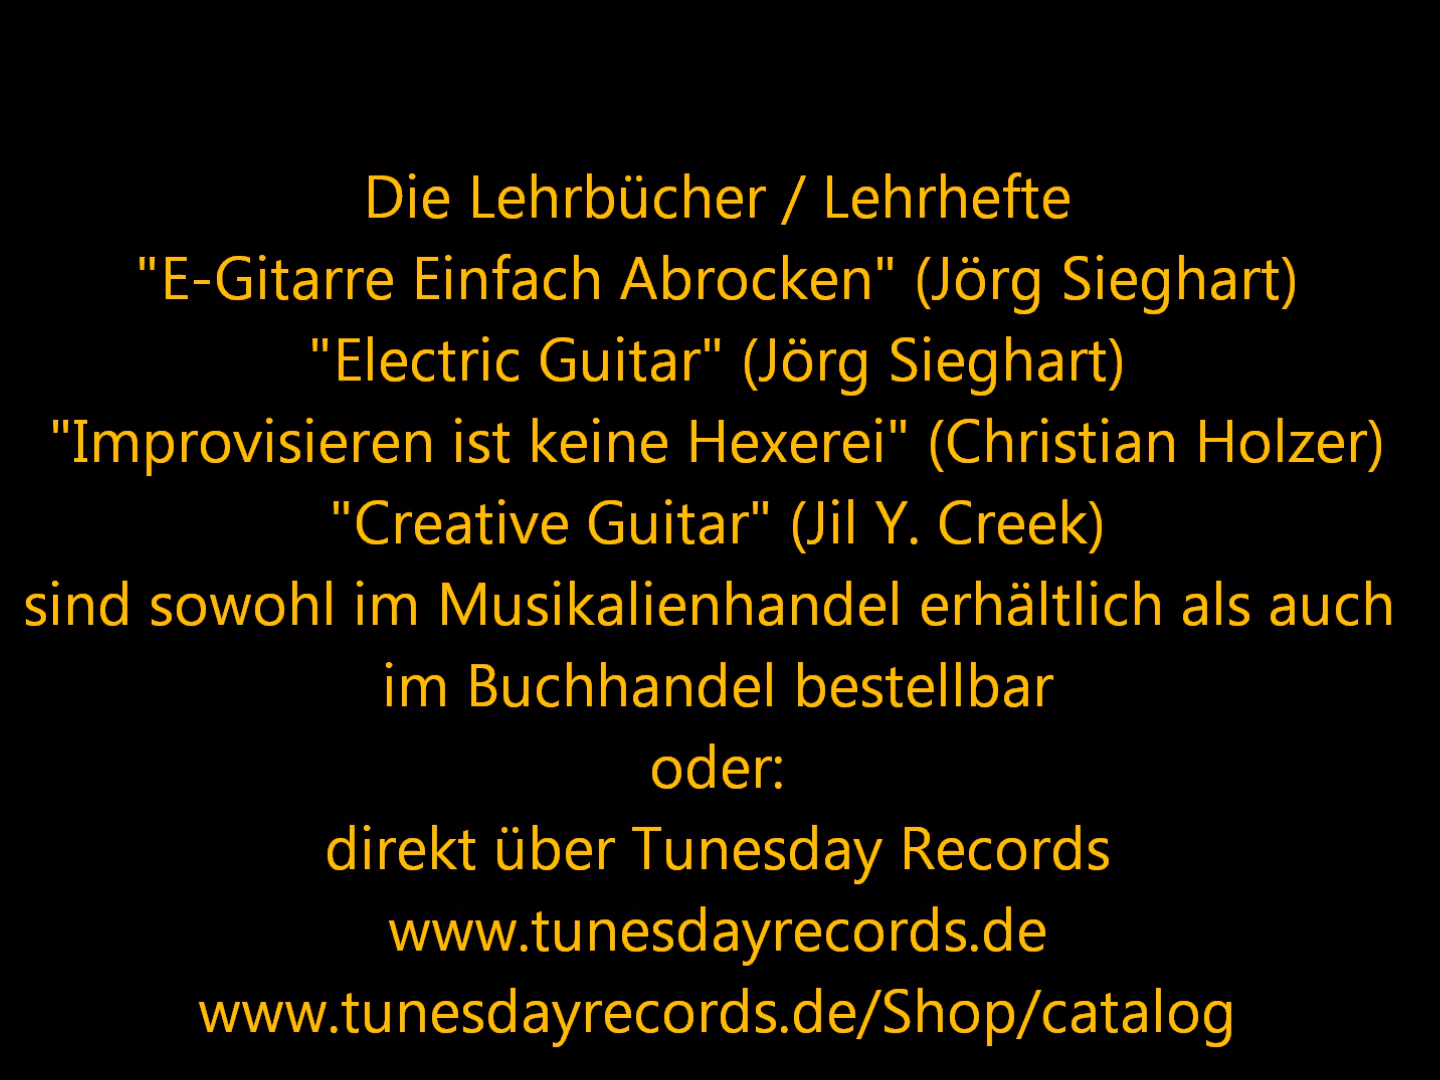 Die Lehrbücher / Lehrhefte
"E-Gitarre Einfach Abrocken" (Jörg Sieghart)
"Electric Guitar" (Jörg Sieghart)
"Improvisieren ist keine Hexerei" (Christian Holzer)
"Creative Guitar" (Jil Y. Creek)
sind sowohl im Musikalienhandel erhältlich als auch
im Buchhandel bestellbar
oder:
direkt über Tunesday Records
www.tunesdayrecords.de
www.tunesdayrecords.de/Shop/catalog